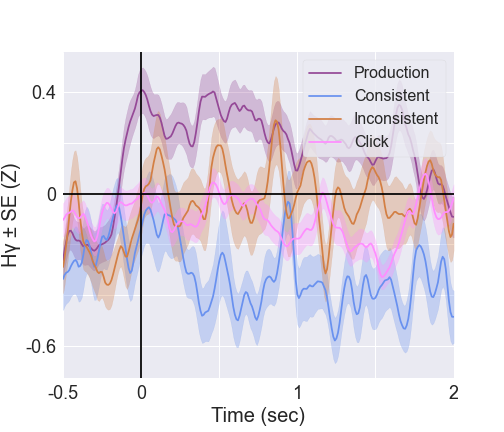 Production
Consistent
Inconsistent
Click
Hγ ± SE (Z)
0.4
0
-0.6
-0.5
0
1
2
Time (sec)